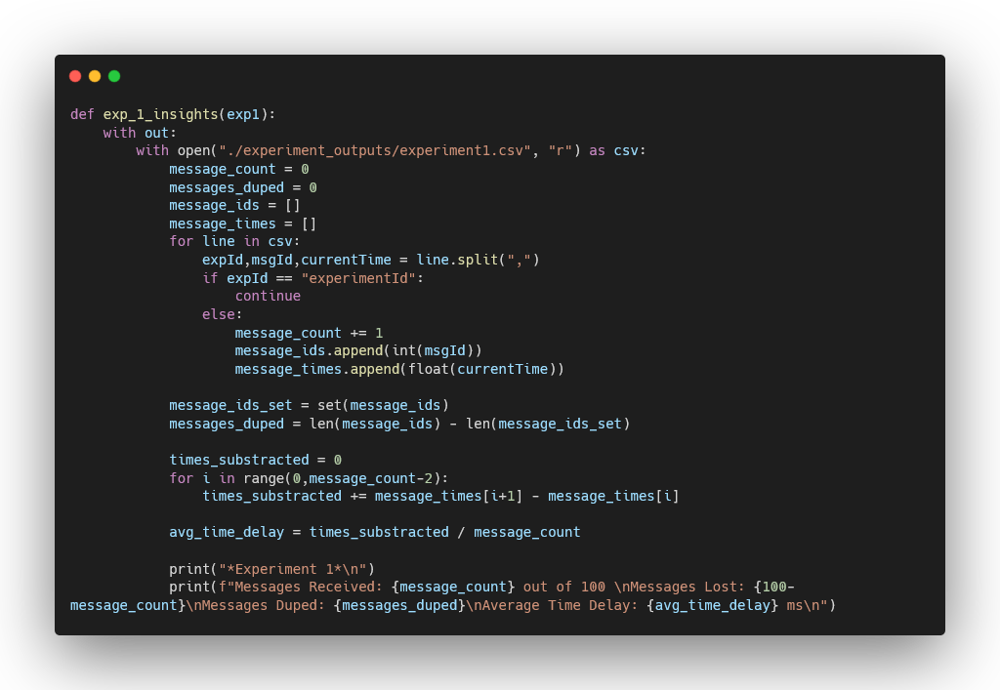 def exp_1_insights(exp1):
    with out:
        with open("./experiment_outputs/experiment1.csv", "r") as csv:
            message_count = 0
            messages_duped = 0
            message_ids = []
            message_times = []
            for line in csv:
                expId,msgId,currentTime = line.split(",")
                if expId == "experimentId":
                    continue
                else:
                    message_count += 1
                    message_ids.append(int(msgId))
                    message_times.append(float(currentTime))

            message_ids_set = set(message_ids)
            messages_duped = len(message_ids) - len(message_ids_set)

            times_substracted = 0
            for i in range(0,message_count-2):
                times_substracted += message_times[i+1] - message_times[i]

            avg_time_delay = times_substracted / message_count

            print("*Experiment 1*\n")
            print(f"Messages Received: {message_count} out of 100 \nMessages Lost: {100-
message_count}\nMessages Duped: {messages_duped}\nAverage Time Delay: {avg_time_delay} ms\n")